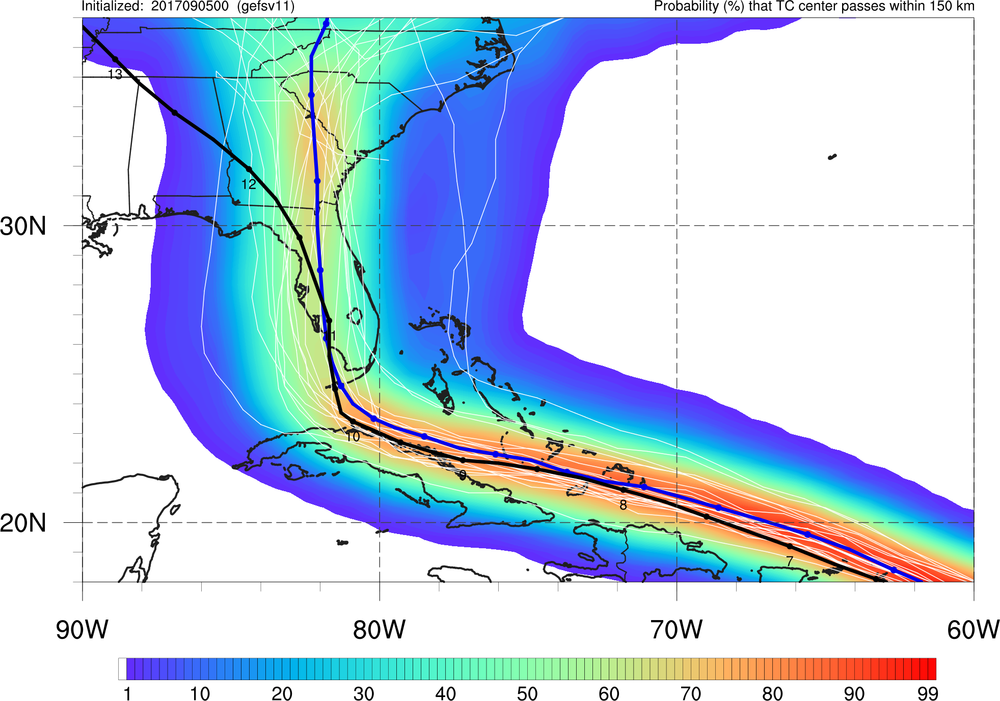 Initialized: 2017090500 (gefsv11)
Probability (%) that TC center passes within 150 km
13
12
30N
11
10
9
8
20N
7
90W
80W
70W
60W
1 10 20 30 40 50 60 70 80 90 99